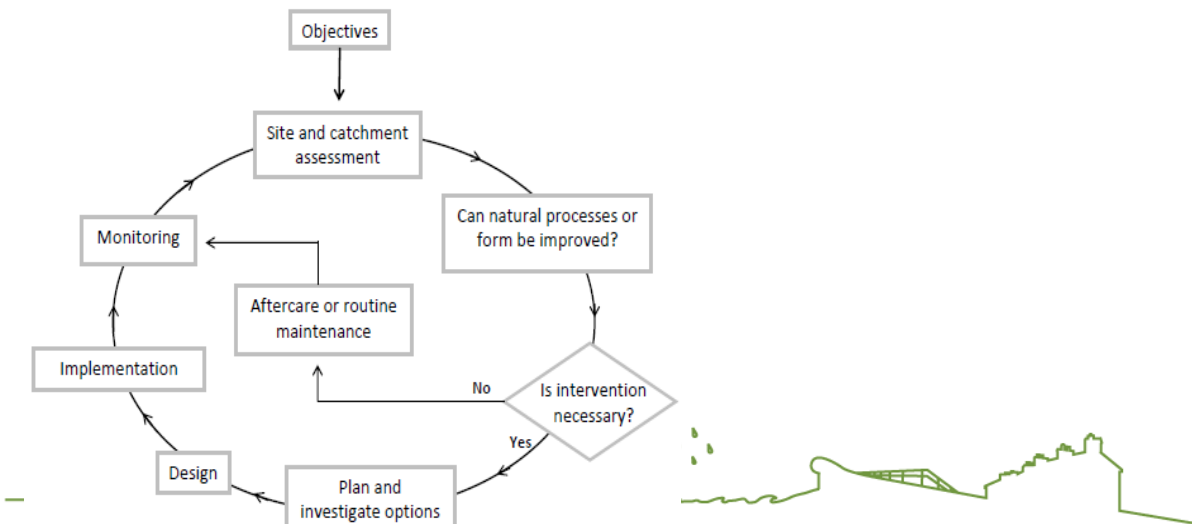 Objectives
Site and catchment
assessment
Can natural processes or
form be improved?
Monitoring
Aftercare or routine
maintenance
Implementation
No
Is intervention
necessary?
Yes
Design
Plan and
investigate options